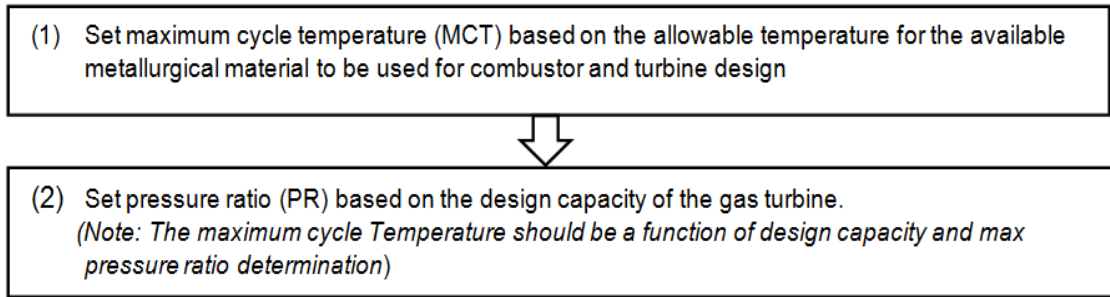 (1) Set maximum cycle temperature (MCT) based on the allowable temperature for the available
metallurgical material to be used for combustor and turbine design
(2) Set pressure ratio (PR) based on the design capacity of the gas turbine.
(Note: The maximum cycle Temperature should be a function of design capacity and max
pressure ratio determination)